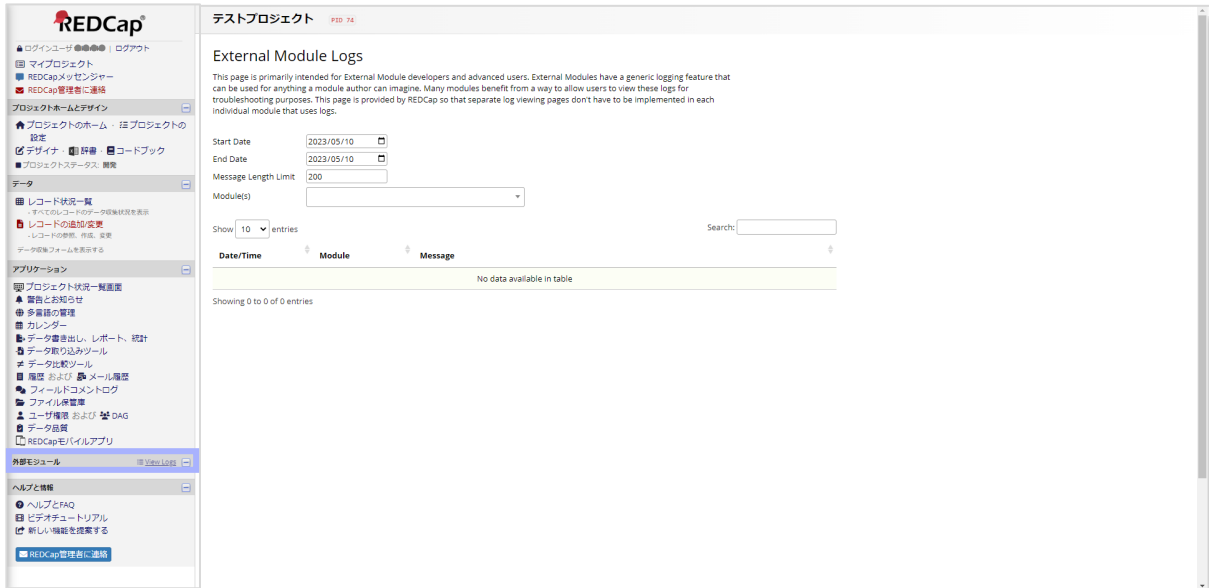 REDCap
ログインユーザ | ログアウト
マイプロジェクト
REDCapメッセンジャー
REDCap管理者に連絡
プロジェクトホームとデザイン
プロジェクトのホーム · プロジェクトの
設定
デザイナ · 辞書 · コードブック
プロジェクトステータス: 開発
データ
レコード状況一覧
- すべてのレコードのデータ収集状況を表示
レコードの追加/変更
- レコードの参照、作成、変更
データ収集フォームを表示する
アプリケーション
プロジェクト状況一覧画面
警告とお知らせ
多言語の管理
カレンダー
データ書き出し、レポート、統計
データ取り込みツール
データ比較ツール
履歴 および メール履歴
フィールドコメントログ
ファイル保管庫
ユーザ権限 および DAG
データ品質
REDCapモバイルアプリ
外部モジュール View Logs
ヘルプと情報
ヘルプとFAQ
ビデオチュートリアル
新しい機能を提案する
REDCap管理者に連絡
テストプロジェクト PID 74
External Module Logs
This page is primarily intended for External Module developers and advanced users. External Modules have a generic logging feature that
can be used for anything a module author can imagine. Many modules benefit from a way to allow users to view these logs for
troubleshooting purposes. This page is provided by REDCap so that separate log viewing pages don't have to be implemented in each
individual module that uses logs.
Start Date 2023/05/10
End Date 2023/05/10
Message Length Limit 200
Module(s)
Show 10 entries Search:
Date/Time Module Message
No data available in table
Showing 0 to 0 of 0 entries